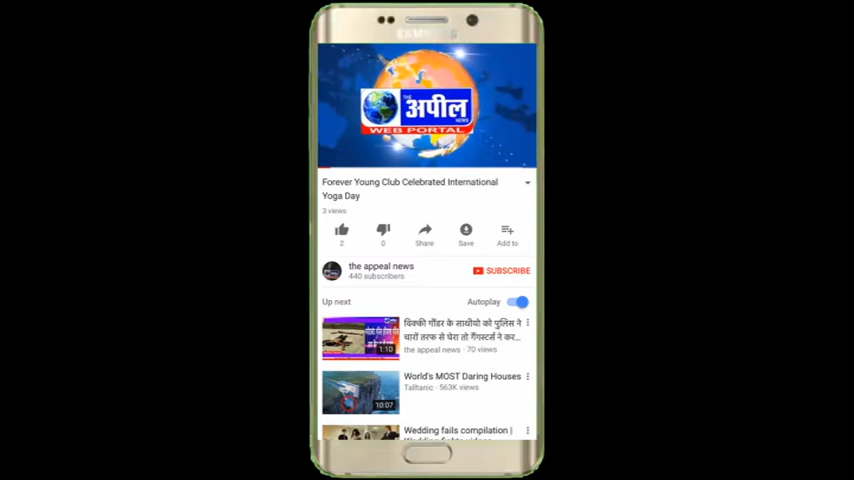 SAMSUNG
THE
अपील
NEWS
WEB PORTAL
Forever Young Club Celebrated International
Yoga Day
3 views
2
0
Share
Save
Add to
the appeal news
440 subscribers
SUBSCRIBE
Up next
Autoplay
विक्की गौंडर के साथीयो को पुलिस ने
चारों तरफ से घेरा तो गैंगस्टर्स ने कर...
the appeal news · 70 views
1:10
World's MOST Daring Houses
Talltanic · 563K views
10:07
Wedding fails compilation |